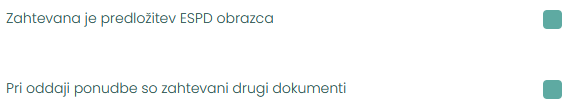 Zahtevana je predložitev ESPD obrazca
Pri oddaji ponudbe so zahtevani drugi dokumenti